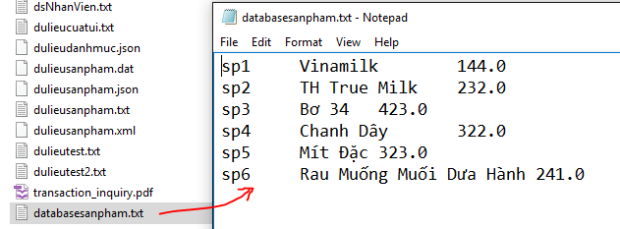 dsNhanVien.txt
dulieucuatui.txt
dulieudanhmuc.json
dulieusanpham.dat
dulieusanpham.json
dulieusanpham.txt
dulieusanpham.xml
dulieutest.txt
dulieutest2.txt
transaction_inquiry.pdf
databasesanpham.txt
databasesanpham.txt - Notepad
File Edit Format View Help
sp1 Vinamilk 144.0
sp2 TH True Milk 232.0
sp3 Bơ 34 423.0
sp4 Chanh Dây 322.0
sp5 Mít Đặc 323.0
sp6 Rau Muống Muối Dưa Hành 241.0